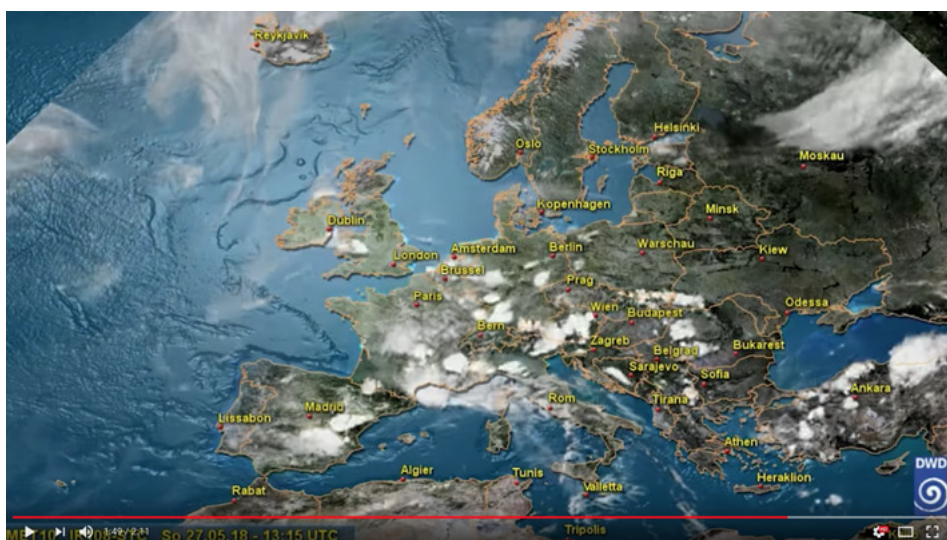 Reykjavik
Helsinki
Oslo
Stockholm
Moskau
Riga
Kopenhagen
Minsk
Dublin
Warschau
Kiew
Amsterdam
Berlin
London
Brüssel
Prag
Paris
Odessa
Wien
Budapest
Bern
Zagreb
Belgrad
Bukarest
Sarajevo
Sofia
Ankara
Rom
Tirana
Madrid
Lissabon
Athen
DWD
Algier
Tunis
Heraklion
Valletta
Rabat
Tripolis
So 27.05.18 - 13:15 UTC